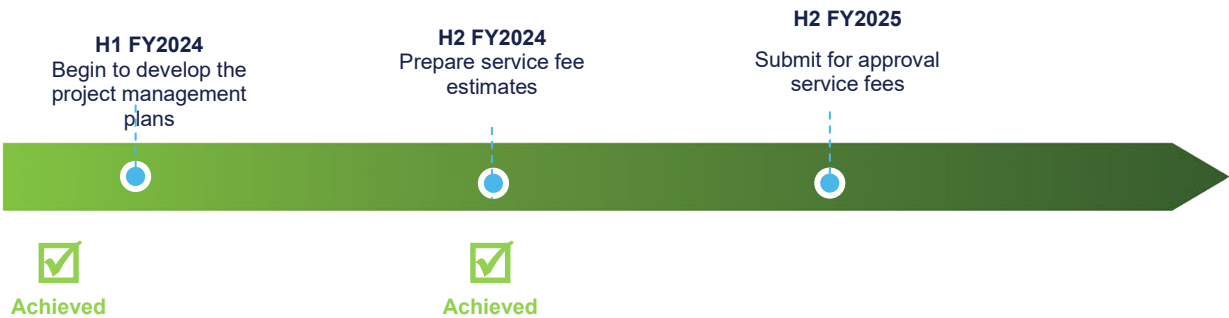 H1 FY2024
Begin to develop the
project management
plans
H2 FY2024
Prepare service fee
estimates
H2 FY2025
Submit for approval
service fees
Achieved
Achieved